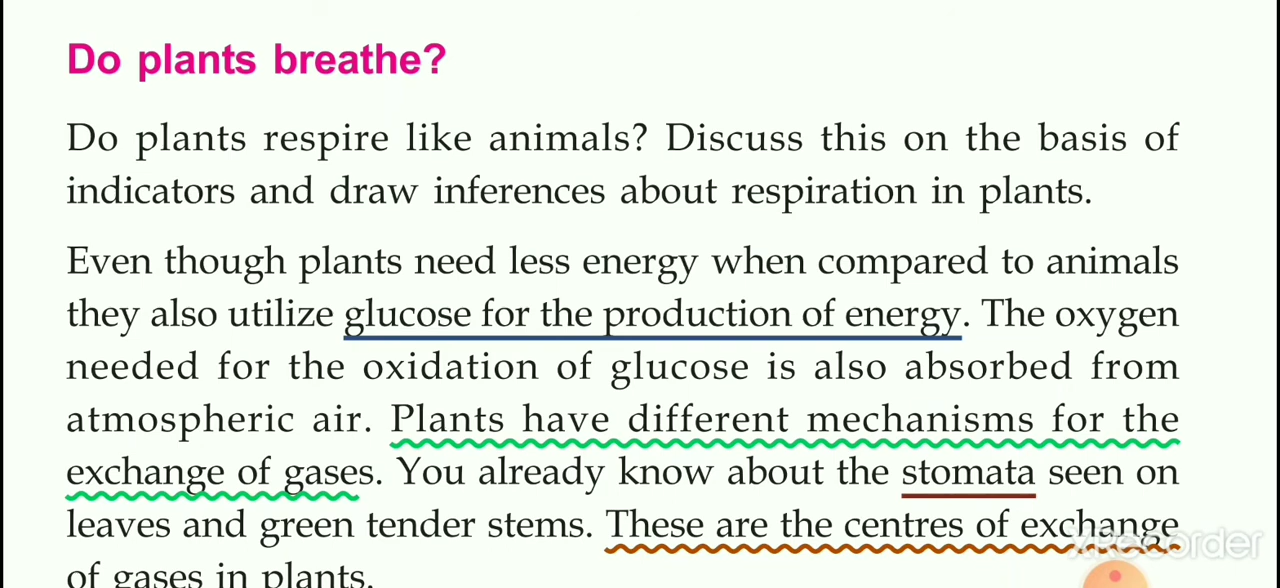 Do plants breathe?
Do plants respire like animals? Discuss this on the basis of
indicators and draw inferences about respiration in plants.
Even though plants need less energy when compared to animals
they also utilize glucose for the production of energy. The oxygen
needed for the oxidation of glucose is also absorbed from
atmospheric air. Plants have different mechanisms for the
exchange of gases. You already know about the stomata seen on
leaves and green tender stems. These are the centres of exchange
of gases in plants.
XRecorder